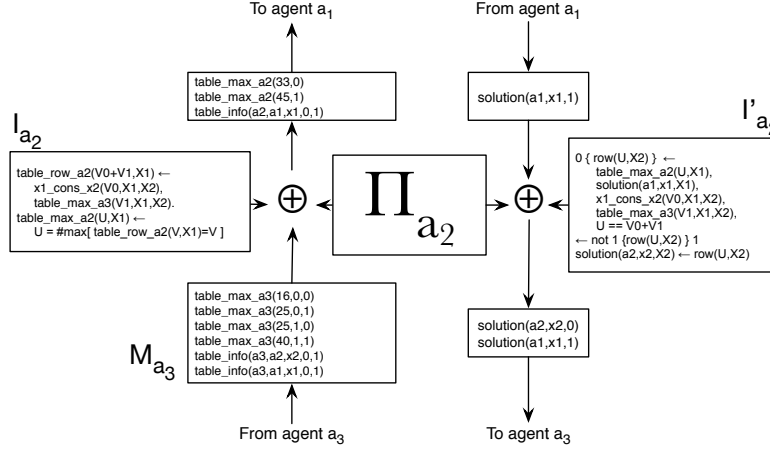 To agent a1
From agent a1
table_max_a2(33,0)
table_max_a2(45,1)
table_info(a2,a1,x1,0,1)
solution(a1,x1,1)
Ia2
I'a2
table_row_a2(V0+V1,X1) ←
x1_cons_x2(V0,X1,X2),
table_max_a3(V1,X1,X2).
table_max_a2(U,X1) ←
U = #max[ table_row_a2(V,X1)=V ]
⊕
Πa2
⊕
0 { row(U,X2) } ←
table_max_a2(U,X1),
solution(a1,x1,X1),
x1_cons_x2(V0,X1,X2),
table_max_a3(V1,X1,X2),
U == V0+V1
← not 1 {row(U,X2) } 1
solution(a2,x2,X2) ← row(U,X2)
Ma3
table_max_a3(16,0,0)
table_max_a3(25,0,1)
table_max_a3(25,1,0)
table_max_a3(40,1,1)
table_info(a3,a2,x2,0,1)
table_info(a3,a1,x1,0,1)
solution(a2,x2,0)
solution(a1,x1,1)
From agent a3
To agent a3